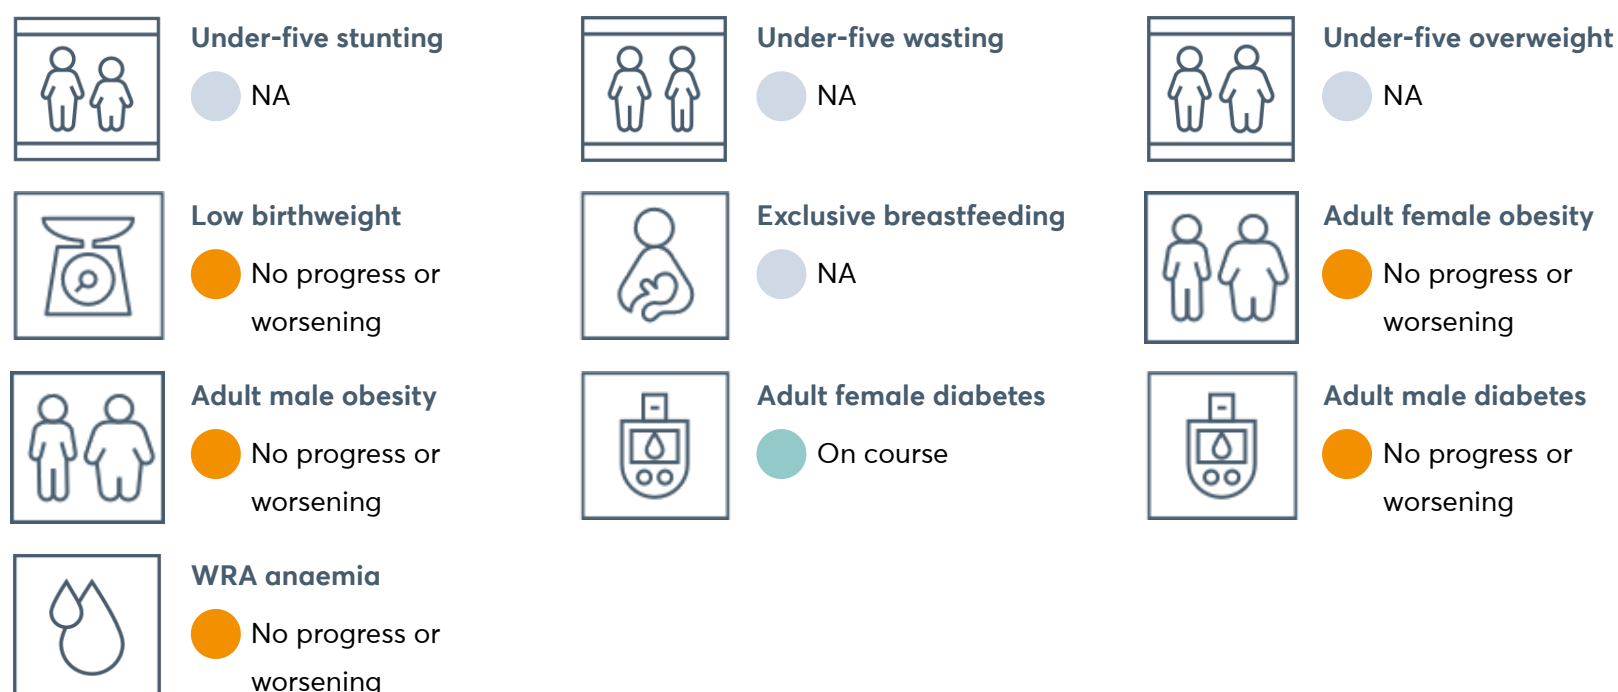 Under-five stunting
NA
Under-five wasting
NA
Under-five overweight
NA
Low birthweight
No progress or
worsening
Exclusive breastfeeding
NA
Adult female obesity
No progress or
worsening
Adult male obesity
No progress or
worsening
Adult female diabetes
On course
Adult male diabetes
No progress or
worsening
WRA anaemia
No progress or
worsening